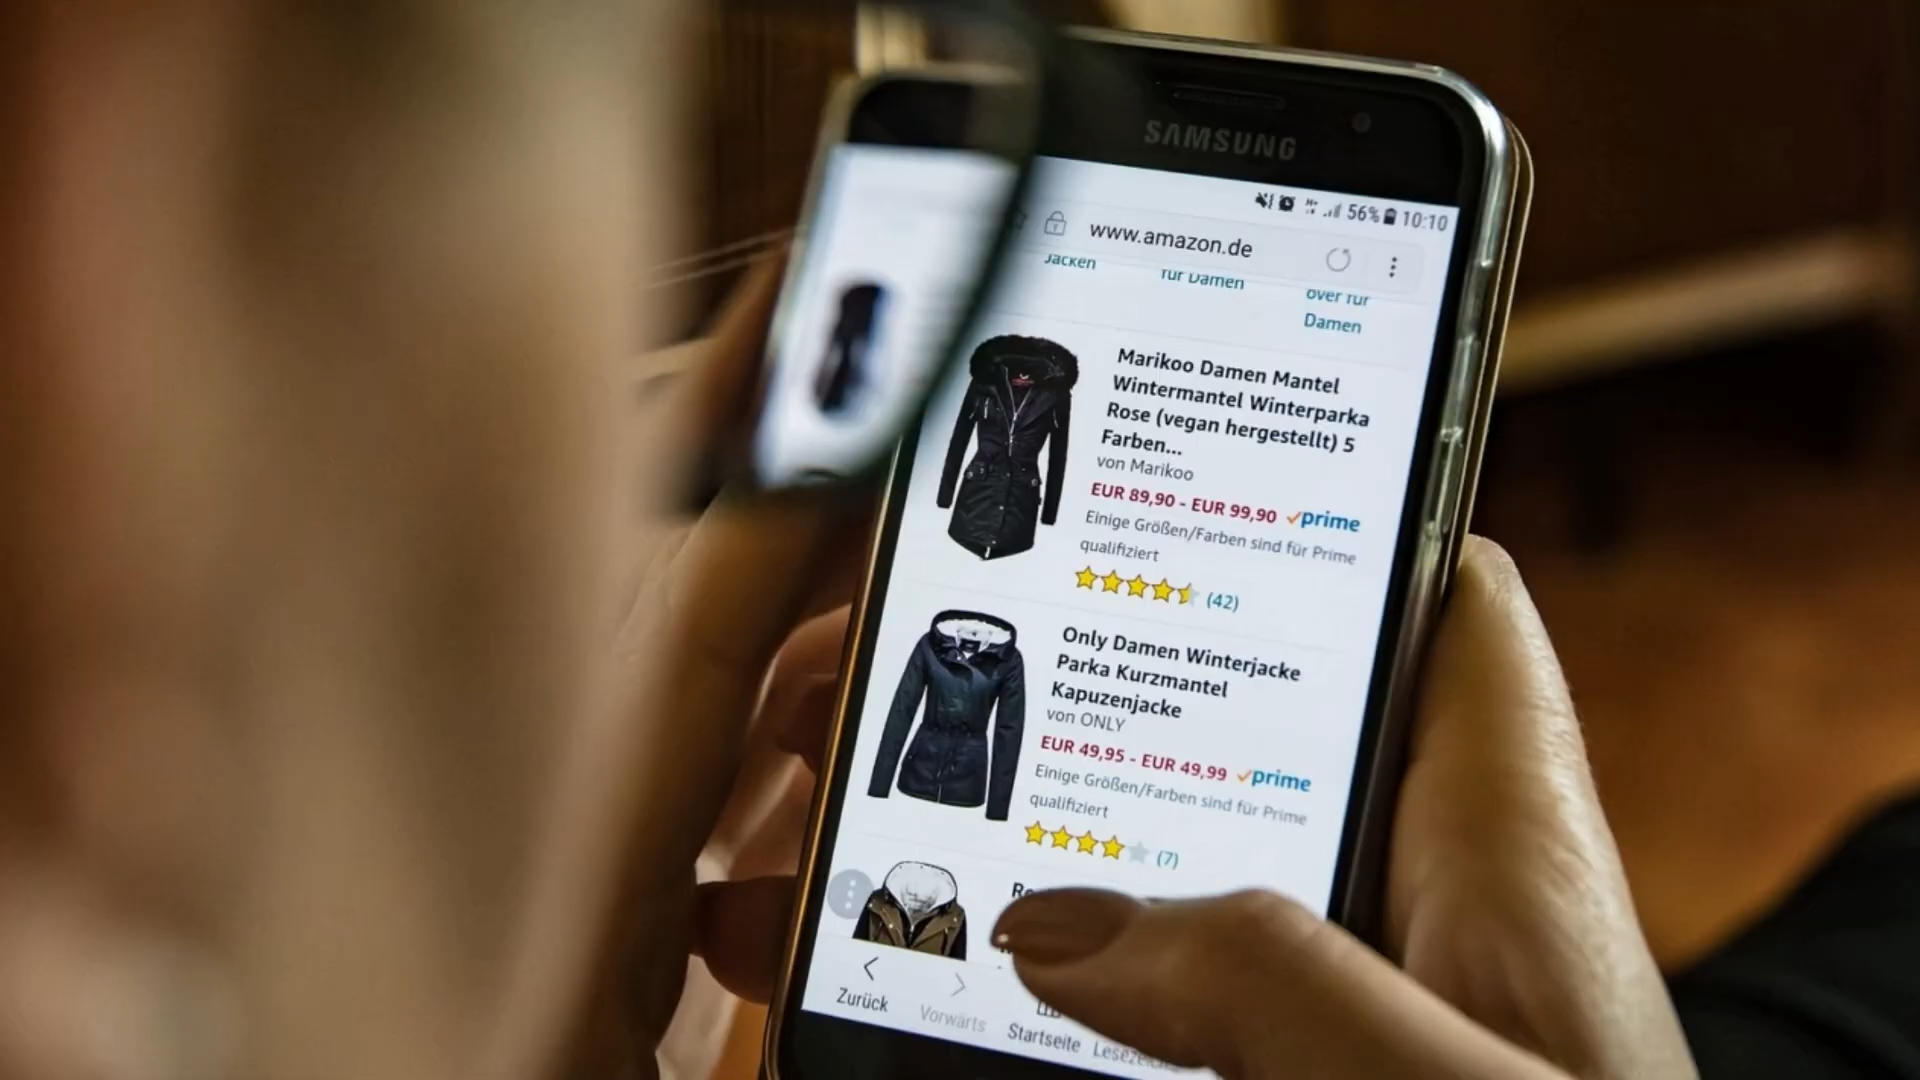 SAMSUNG
56% 10:10
www.amazon.de
Jacken
für Damen
over für
Damen
Marikoo Damen Mantel
Wintermantel Winterparka
Rose (vegan hergestellt) 5
Farben...
von Marikoo
EUR 89,90 - EUR 99,90 prime
Einige Größen/Farben sind für Prime
qualifiziert
(42)
Only Damen Winterjacke
Parka Kurzmantel
Kapuzenjacke
von ONLY
EUR 49,95 - EUR 49,99 prime
Einige Größen/Farben sind für Prime
qualifiziert
(7)
Zurück
Vorwärts
Startseite